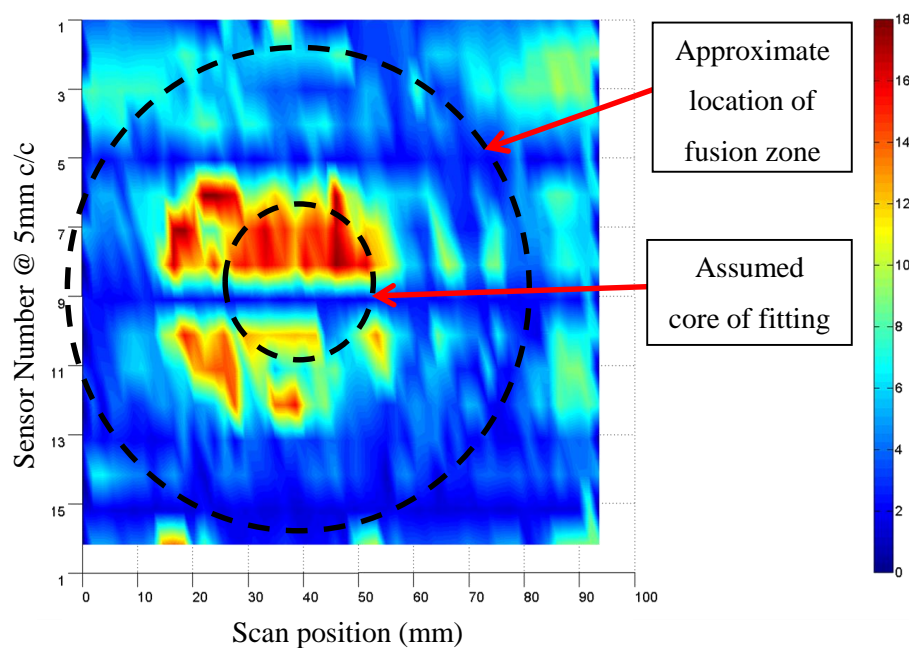 1
3
5
7
9
11
13
15
1
Sensor Number @ 5mm c/c
0 10 20 30 40 50 60 70 80 90 100
Scan position (mm)
Approximate
location of
fusion zone
Assumed
core of fitting
18
16
14
12
10
8
6
4
2
0